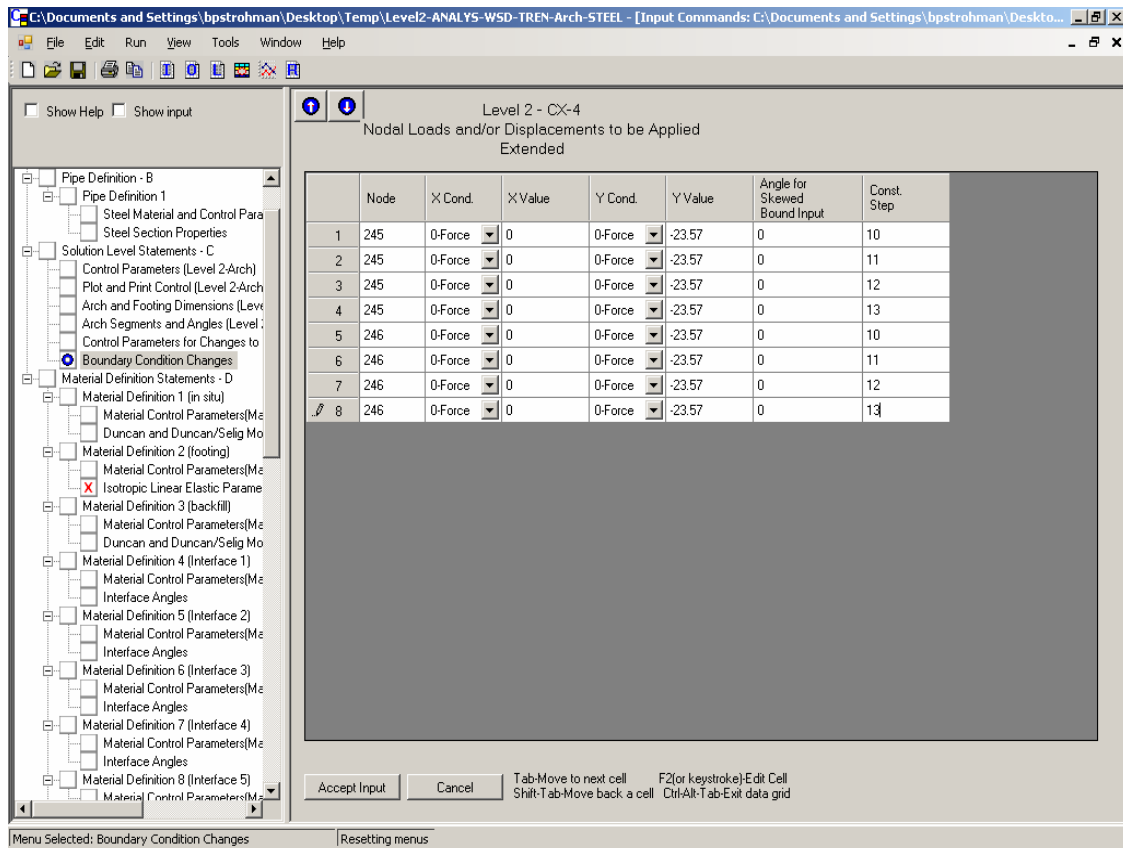 C:\Documents and Settings\bpstrohman\Desktop\Temp\Level2-ANALYS-WSD-TREN-Arch-STEEL - [Input Commands: C:\Documents and Settings\bpstrohman\Deskto...
File Edit Run View Tools Window Help
Show Help Show input
Pipe Definition - B
Pipe Definition 1
Steel Material and Control Para
Steel Section Properties
Solution Level Statements - C
Control Parameters (Level 2-Arch)
Plot and Print Control (Level 2-Arch
Arch and Footing Dimensions (Leve
Arch Segments and Angles (Level
Control Parameters for Changes to
Boundary Condition Changes
Material Definition Statements - D
Material Definition 1 (in situ)
Material Control Parameters(Ma
Duncan and Duncan/Selig Mo
Material Definition 2 (footing)
Material Control Parameters(Ma
X Isotropic Linear Elastic Parame
Material Definition 3 (backfill)
Material Control Parameters(Ma
Duncan and Duncan/Selig Mo
Material Definition 4 (Interface 1)
Material Control Parameters(Ma
Interface Angles
Material Definition 5 (Interface 2)
Material Control Parameters(Ma
Interface Angles
Material Definition 6 (Interface 3)
Material Control Parameters(Ma
Interface Angles
Material Definition 7 (Interface 4)
Material Control Parameters(Ma
Interface Angles
Material Definition 8 (Interface 5)
Material Control Parameters(Ma
Level 2 - CX-4
Nodal Loads and/or Displacements to be Applied
Extended
Node X Cond. X Value Y Cond. Y Value Angle for Skewed Bound Input Const. Step
1 245 0-Force 0 0-Force -23.57 0 10
2 245 0-Force 0 0-Force -23.57 0 11
3 245 0-Force 0 0-Force -23.57 0 12
4 245 0-Force 0 0-Force -23.57 0 13
5 246 0-Force 0 0-Force -23.57 0 10
6 246 0-Force 0 0-Force -23.57 0 11
7 246 0-Force 0 0-Force -23.57 0 12
8 246 0-Force 0 0-Force -23.57 0 13
Accept Input Cancel
Tab-Move to next cell F2(or keystroke)-Edit Cell
Shift-Tab-Move back a cell Ctrl-Alt-Tab-Exit data grid
Menu Selected: Boundary Condition Changes Resetting menus